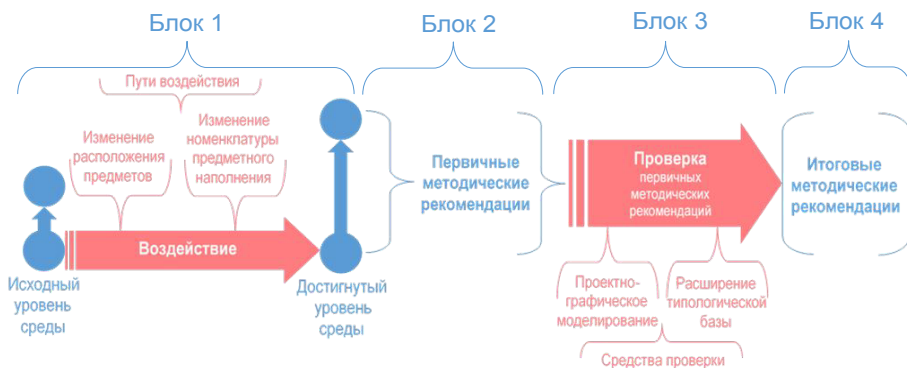 Блок 1
Блок 2
Блок 3
Блок 4
Пути воздействия
Изменение
расположения
предметов
Изменение
номенклатуры
предметного
наполнения
Воздействие
Исходный
уровень
среды
Достигнутый
уровень
среды
Первичные
методические
рекомендации
Проверка
первичных
методических
рекомендаций
Проектно-
графическое
моделирование
Расширение
типологической
базы
Средства проверки
Итоговые
методические
рекомендации